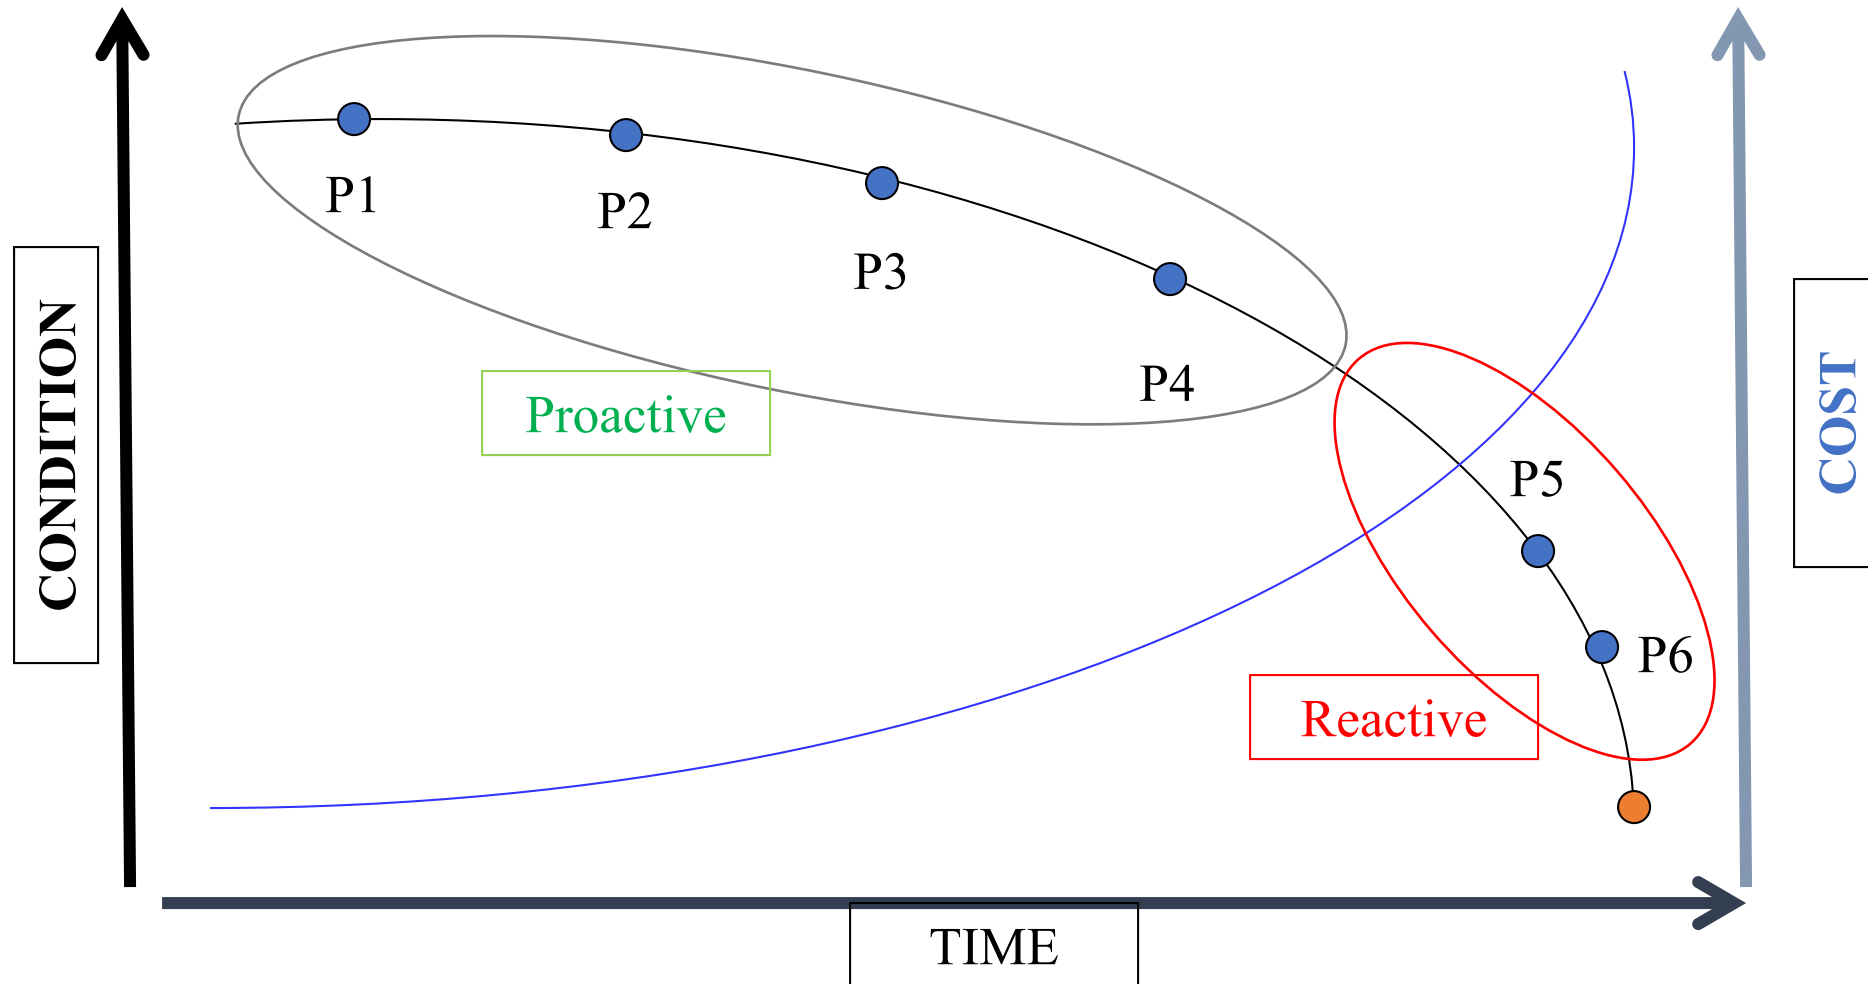 P1
P2
P3
P4
Proactive
P5
P6
Reactive
CONDITION
COST
TIME